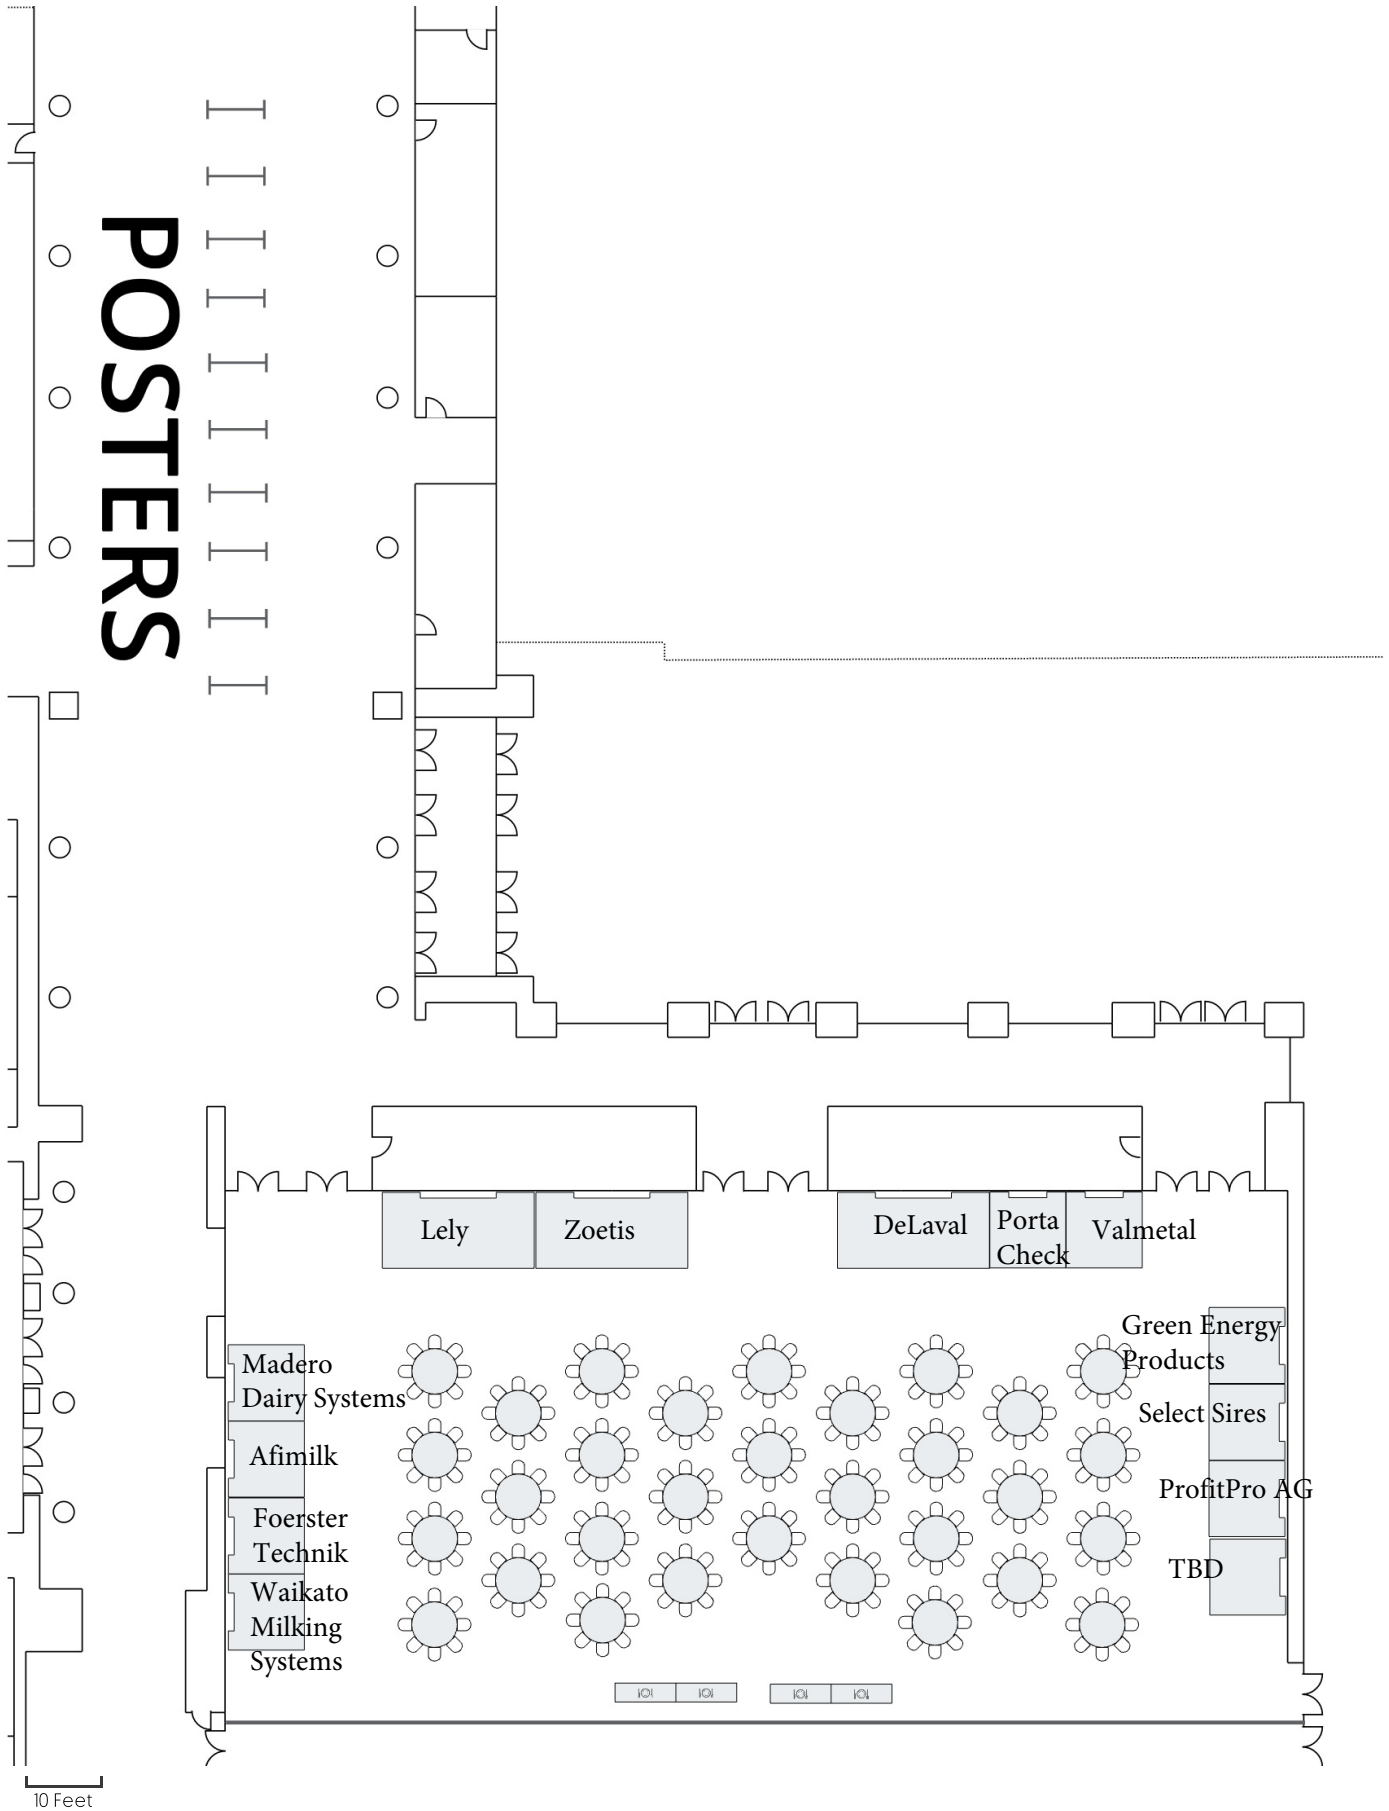 POSTERS
Lely
Zoetis
DeLaval
Porta
Check
Valmetal
Green Energy
Products
Madero
Dairy Systems
Select Sires
Afimilk
ProfitPro AG
Foerster
Technik
TBD
Waikato
Milking
Systems
10 Feet